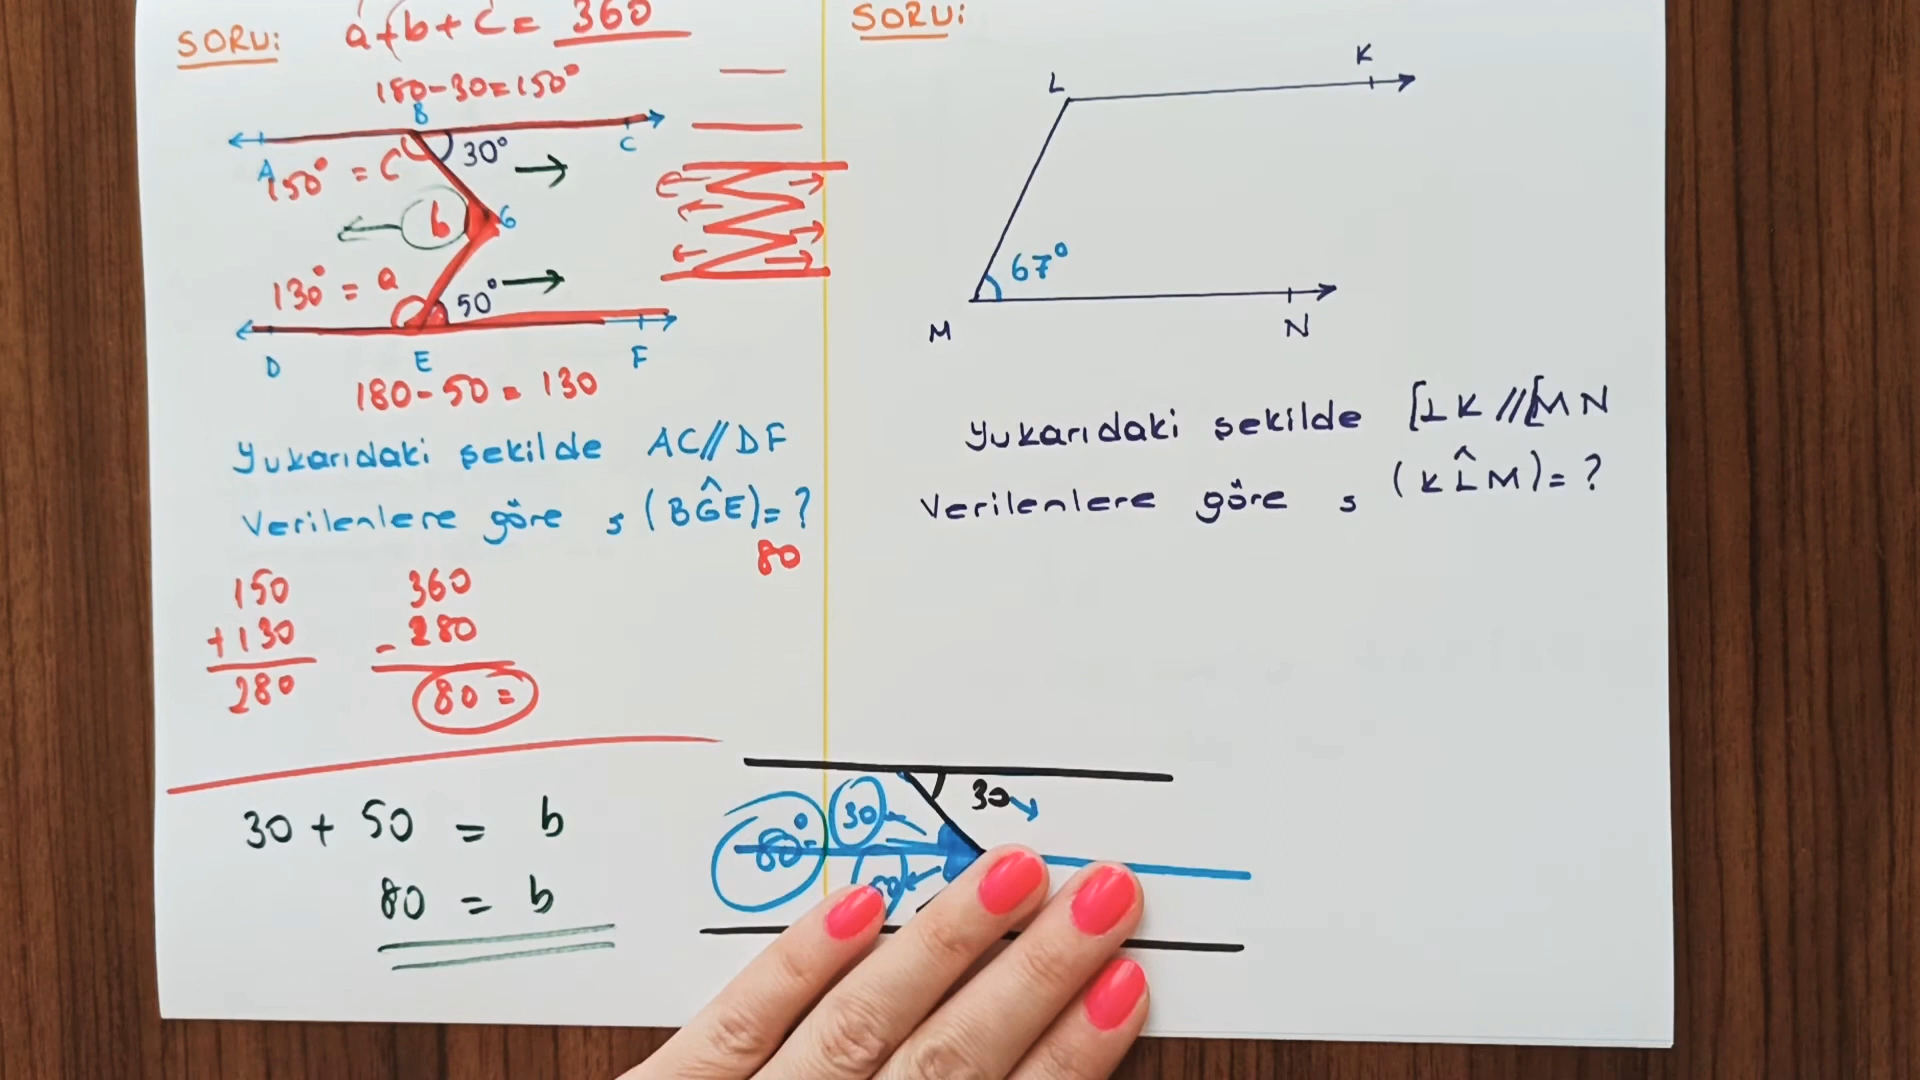 SORU:
a+b+c = 360
180-30=150°
B
A
C
150° = C
30°
b
G
130° = a
50°
D
E
F
180-50=130
Yukarıdaki şekilde AC//DF
Verilenlere göre s(BĜE)=?
80
150
+130
280
360
-280
80 =
30 + 50 = b
80 = b
SORU:
L
K
67°
M
N
Yukarıdaki şekilde [LK//[MN
Verilenlere göre s (KL̂M)=?
30
30
80°
50